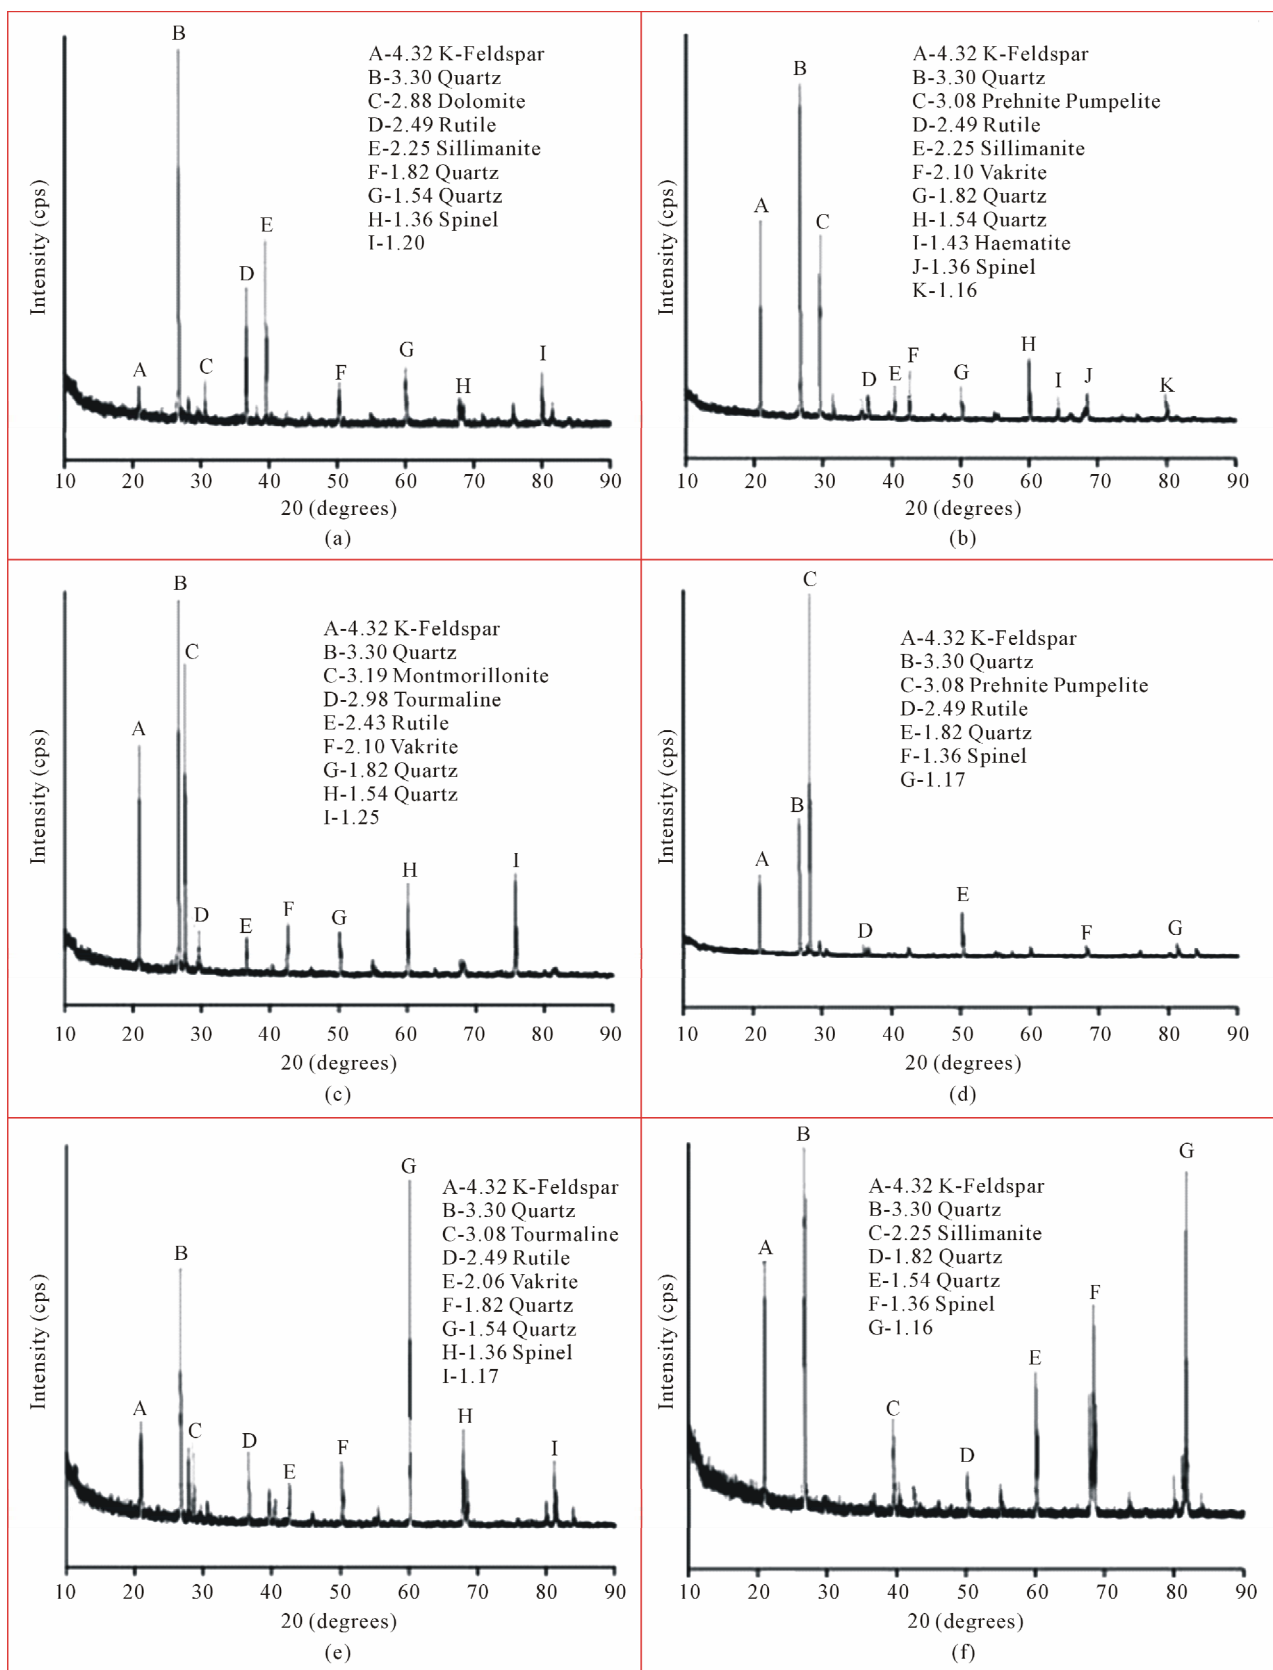 B
A-4.32 K-Feldspar
B-3.30 Quartz
C-2.88 Dolomite
D-2.49 Rutile
E-2.25 Sillimanite
F-1.82 Quartz
G-1.54 Quartz
H-1.36 Spinel
I-1.20
E
D
A
C
F
G
H
I
Intensity (cps)
10 20 30 40 50 60 70 80 90
20 (degrees)
(a)
A-4.32 K-Feldspar
B-3.30 Quartz
C-3.08 Prehnite Pumpelite
D-2.49 Rutile
E-2.25 Sillimanite
F-2.10 Vakrite
G-1.82 Quartz
H-1.54 Quartz
I-1.43 Haematite
J-1.36 Spinel
K-1.16
B
A
C
D
E
F
G
H
I
J
K
Intensity (cps)
10 20 30 40 50 60 70 80 90
20 (degrees)
(b)
B
A-4.32 K-Feldspar
B-3.30 Quartz
C-3.19 Montmorillonite
D-2.98 Tourmaline
E-2.43 Rutile
F-2.10 Vakrite
G-1.82 Quartz
H-1.54 Quartz
I-1.25
C
A
D
E
F
G
H
I
Intensity (cps)
10 20 30 40 50 60 70 80 90
20 (degrees)
(c)
C
A-4.32 K-Feldspar
B-3.30 Quartz
C-3.08 Prehnite Pumpelite
D-2.49 Rutile
E-1.82 Quartz
F-1.36 Spinel
G-1.17
B
A
D
E
F
G
Intensity (cps)
10 20 30 40 50 60 70 80 90
20 (degrees)
(d)
G
A-4.32 K-Feldspar
B-3.30 Quartz
C-3.08 Tourmaline
D-2.49 Rutile
E-2.06 Vakrite
F-1.82 Quartz
G-1.54 Quartz
H-1.36 Spinel
I-1.17
B
A
C
D
E
F
H
I
Intensity (cps)
10 20 30 40 50 60 70 80 90
20 (degrees)
(e)
B
G
A-4.32 K-Feldspar
B-3.30 Quartz
C-2.25 Sillimanite
D-1.82 Quartz
E-1.54 Quartz
F-1.36 Spinel
G-1.16
A
F
E
C
D
Intensity (cps)
10 20 30 40 50 60 70 80 90
20 (degrees)
(f)